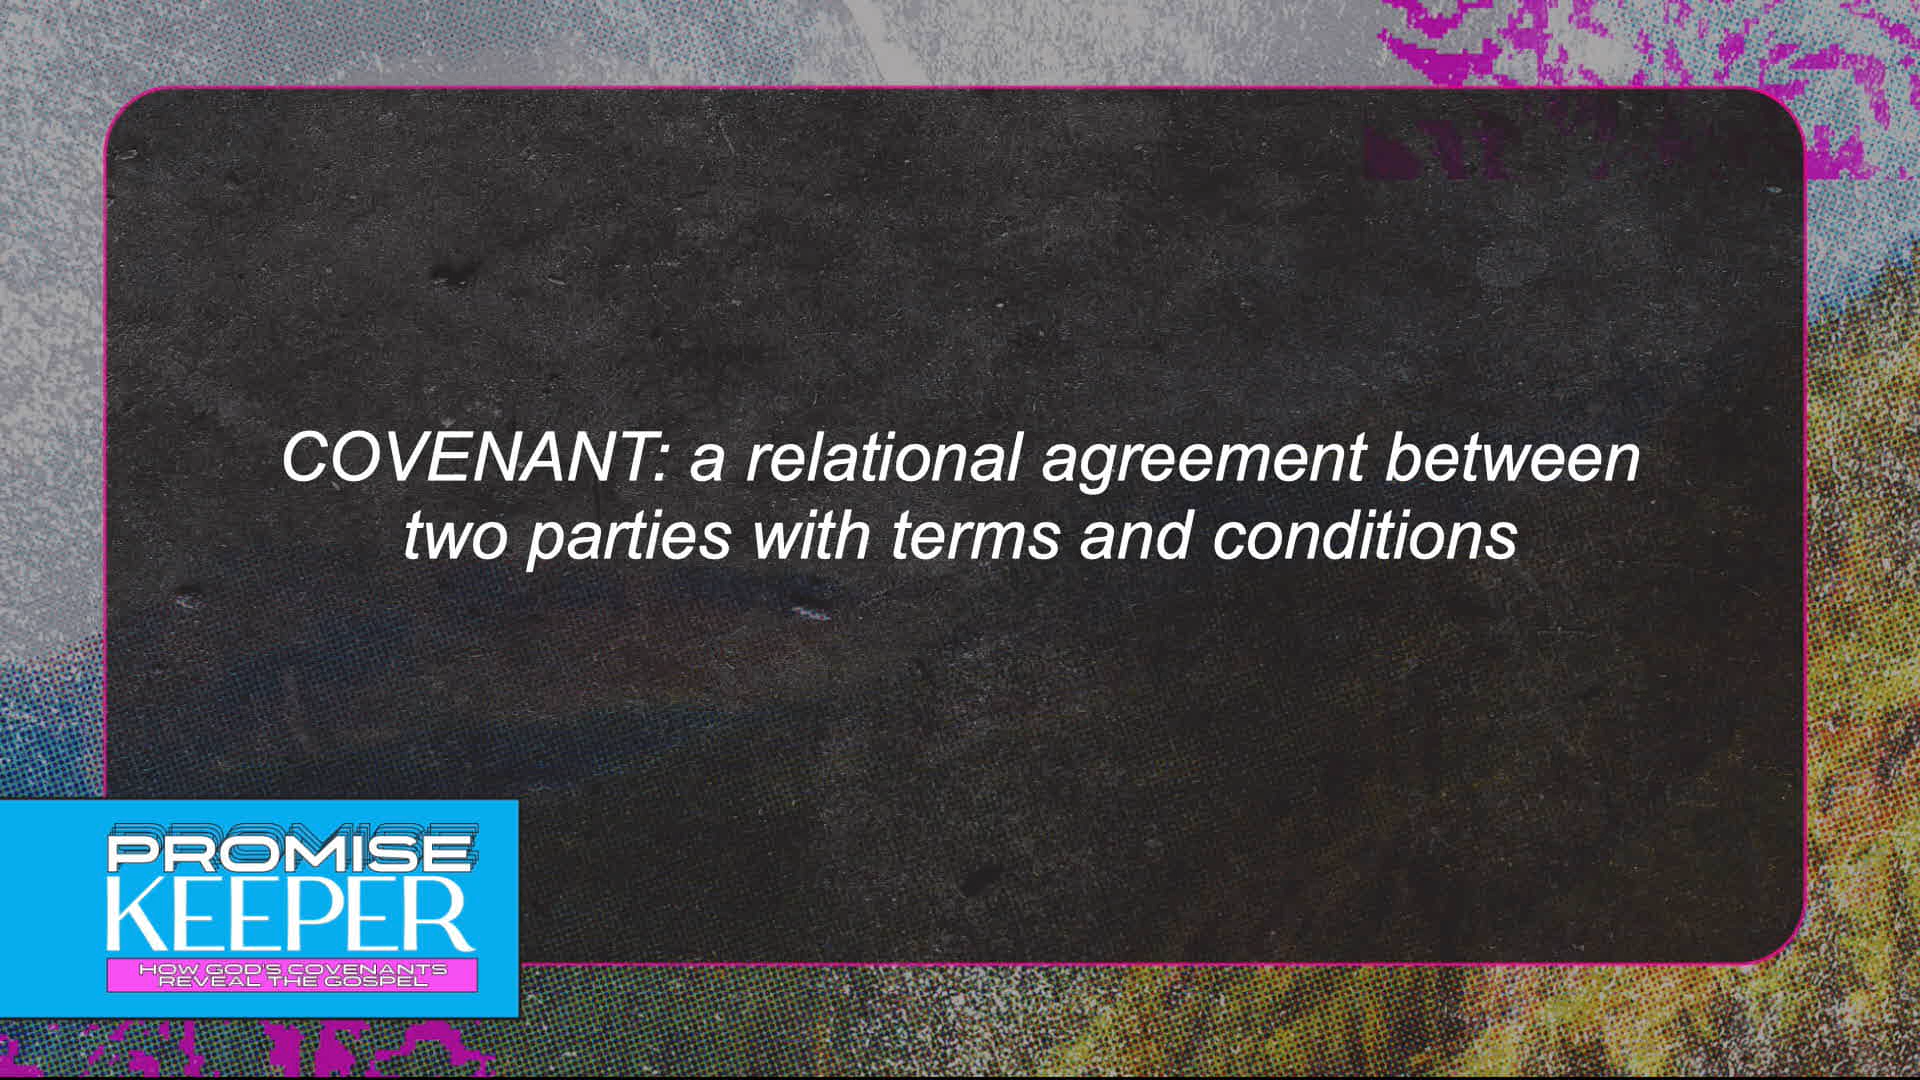 COVENANT: a relational agreement between
two parties with terms and conditions
PROMISE
KEEPER
HOW GOD'S COVENANTS
REVEAL THE GOSPEL